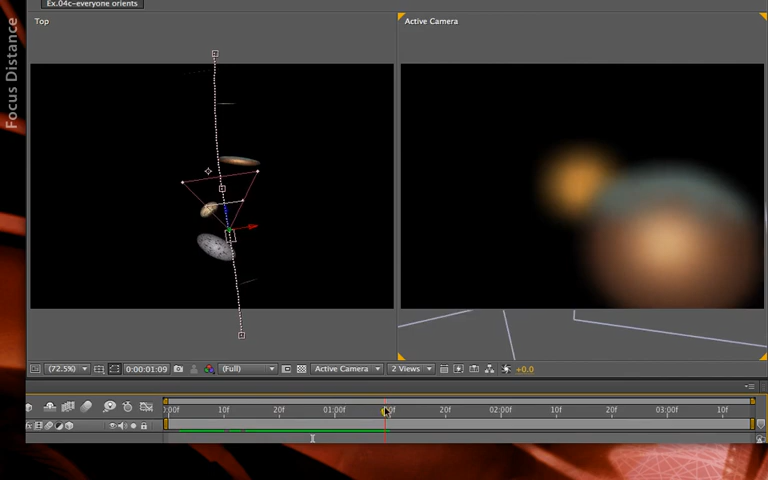 Ex.04c-everyone orients
Top
Active Camera
Focus Distance
(72.5%) 0:00:01:09 (Full) Active Camera 2 Views +0.0
:00f 10f 20f 01:00f 10f 20f 02:00f 10f 20f 03:00f 10f